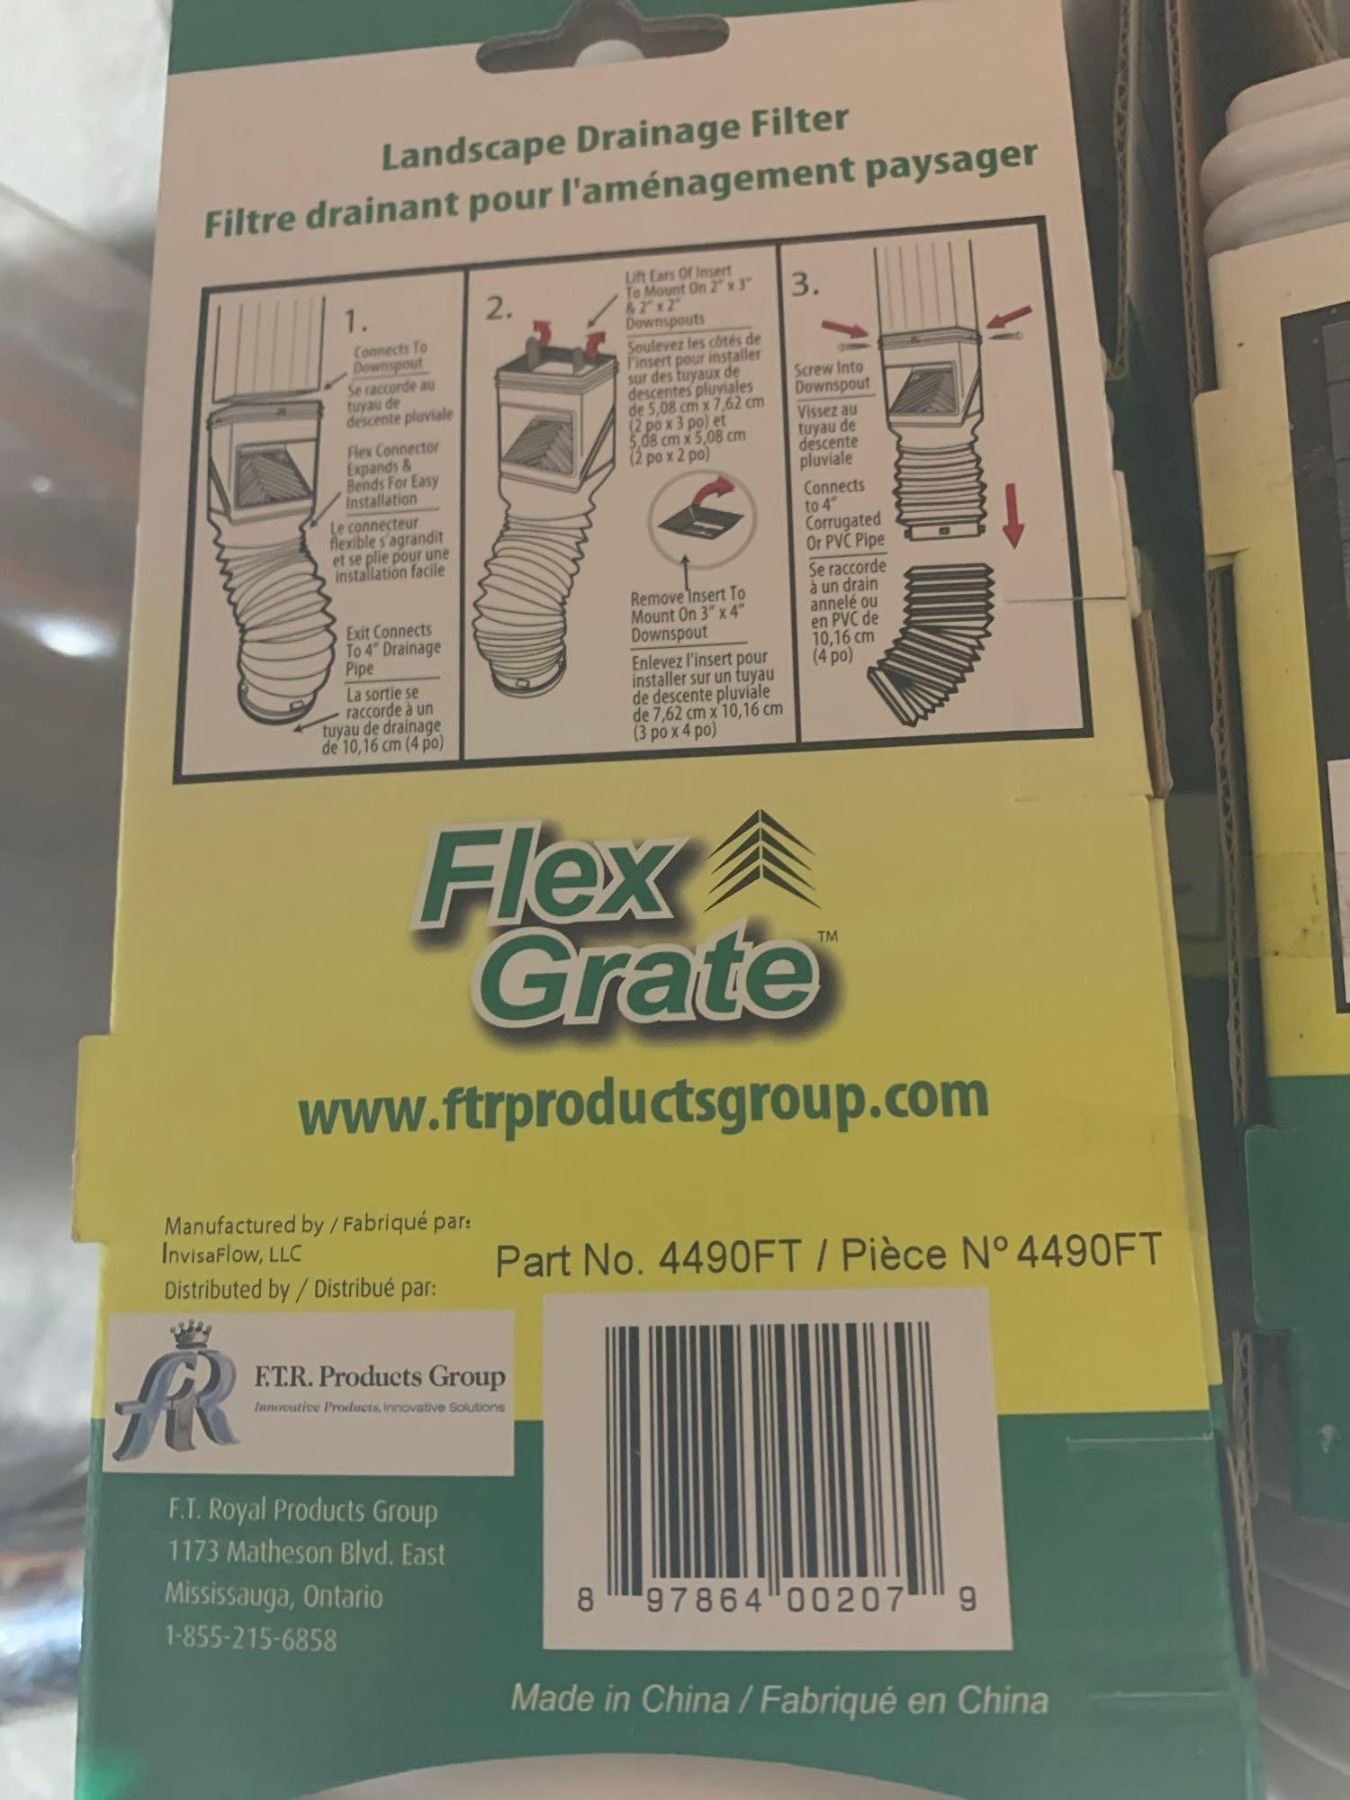 Landscape Drainage Filter
Filtre drainant pour l'aménagement paysager
1.
Connects To
Downspout
Se raccorde au
tuyau de
descente pluviale
Flex Connector
Expands &
Bends For Easy
Installation
Le connecteur
flexible s'agrandit
et se plie pour une
installation facile
Exit Connects
To 4" Drainage
Pipe
La sortie se
raccorde à un
tuyau de drainage
de 10,16 cm (4 po)
2.
Lift Ears Of Insert
To Mount On 2" x 3"
& 2" x 2"
Downspouts
Soulevez les côtés de
l'insert pour installer
sur des tuyaux de
descentes pluviales
de 5,08 cm x 7,62 cm
(2 po x 3 po) et
5,08 cm x 5,08 cm
(2 po x 2 po)
Remove Insert To
Mount On 3" x 4"
Downspout
Enlevez l'insert pour
installer sur un tuyau
de descente pluviale
de 7,62 cm x 10,16 cm
(3 po x 4 po)
3.
Screw Into
Downspout
Vissez au
tuyau de
descente
pluviale
Connects
to 4"
Corrugated
Or PVC Pipe
Se raccorde
à un drain
annelé ou
en PVC de
10,16 cm
(4 po)
Flex
Grate™
www.ftrproductsgroup.com
Manufactured by / Fabriqué par:
InvisaFlow, LLC
Distributed by / Distribué par:
Part No. 4490FT / Pièce Nº 4490FT
FTR
F.T.R. Products Group
Innovative Products, Innovative Solutions
F.T. Royal Products Group
1173 Matheson Blvd. East
Mississauga, Ontario
1-855-215-6858
8 97864 00207 9
Made in China / Fabriqué en China